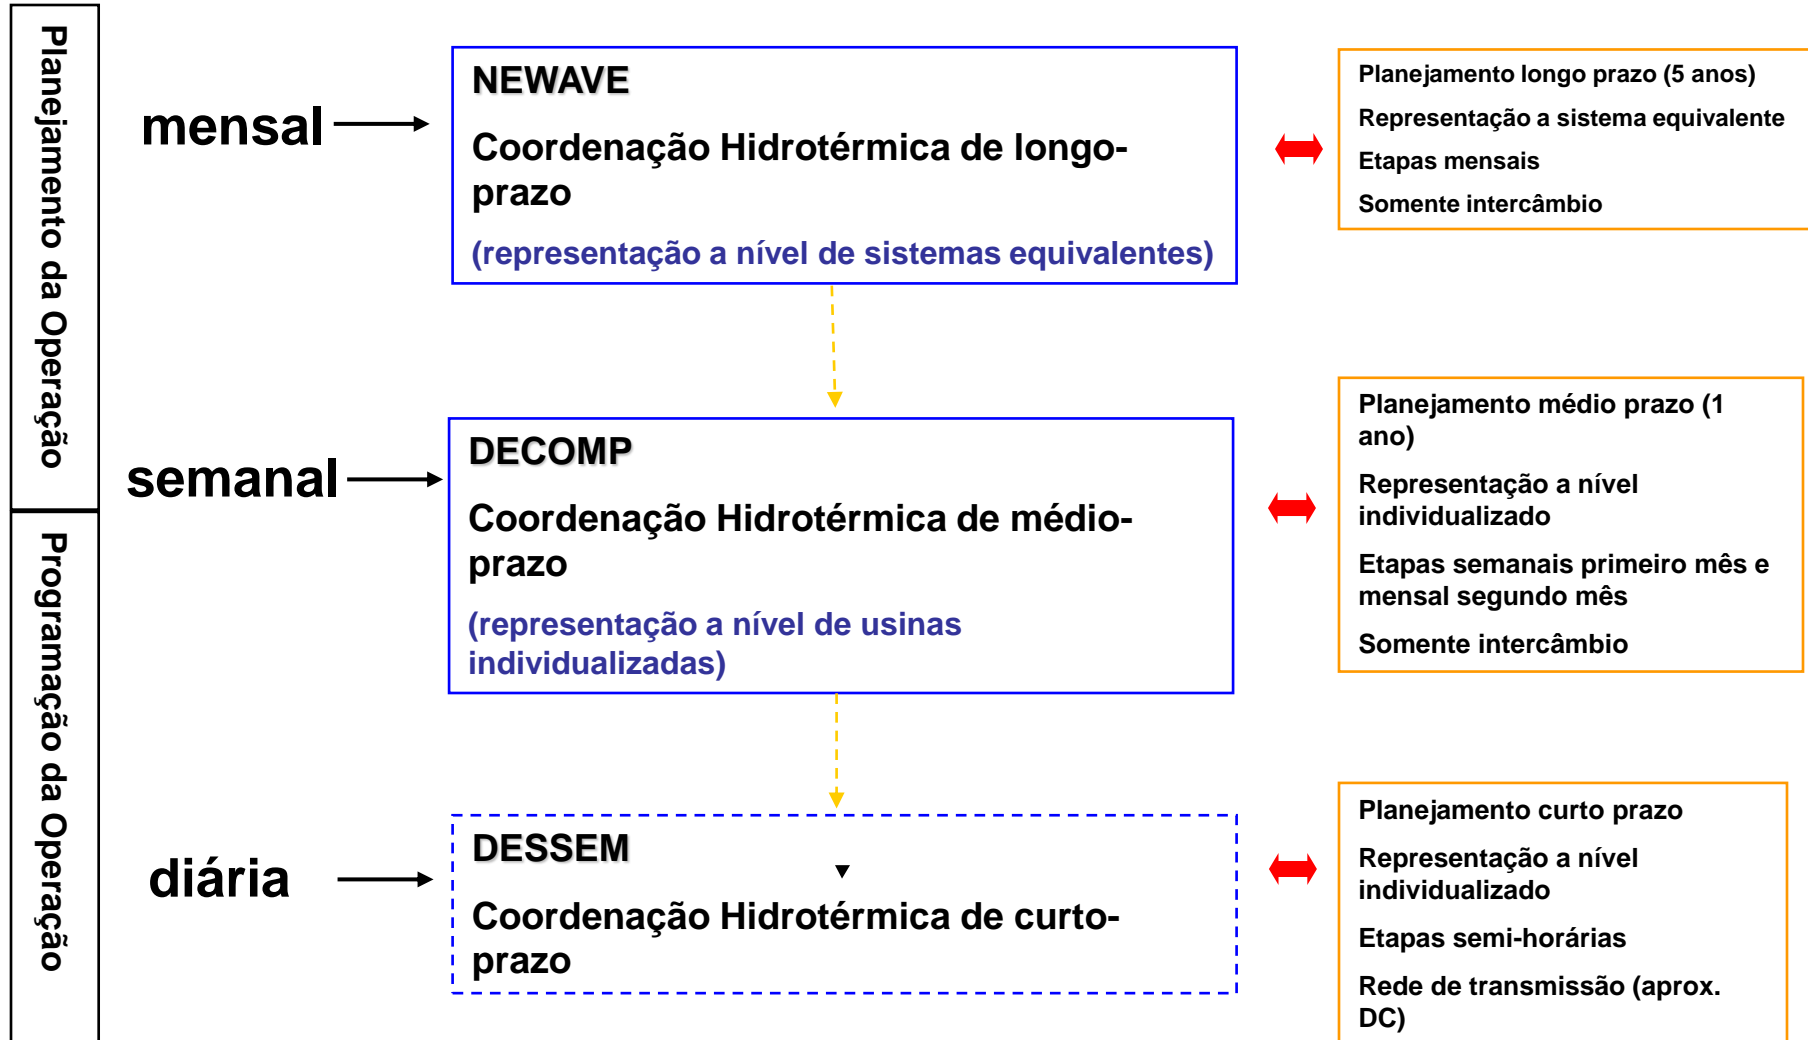 Planejamento da Operação
mensal
NEWAVE
Coordenação Hidrotérmica de longo-
prazo
(representação a nível de sistemas equivalentes)
Planejamento longo prazo (5 anos)
Representação a sistema equivalente
Etapas mensais
Somente intercâmbio
semanal
DECOMP
Coordenação Hidrotérmica de médio-
prazo
(representação a nível de usinas
individualizadas)
Planejamento médio prazo (1
ano)
Representação a nível
individualizado
Etapas semanais primeiro mês e
mensal segundo mês
Somente intercâmbio
Programação da Operação
diária
DESSEM
Coordenação Hidrotérmica de curto-
prazo
Planejamento curto prazo
Representação a nível
individualizado
Etapas semi-horárias
Rede de transmissão (aprox.
DC)